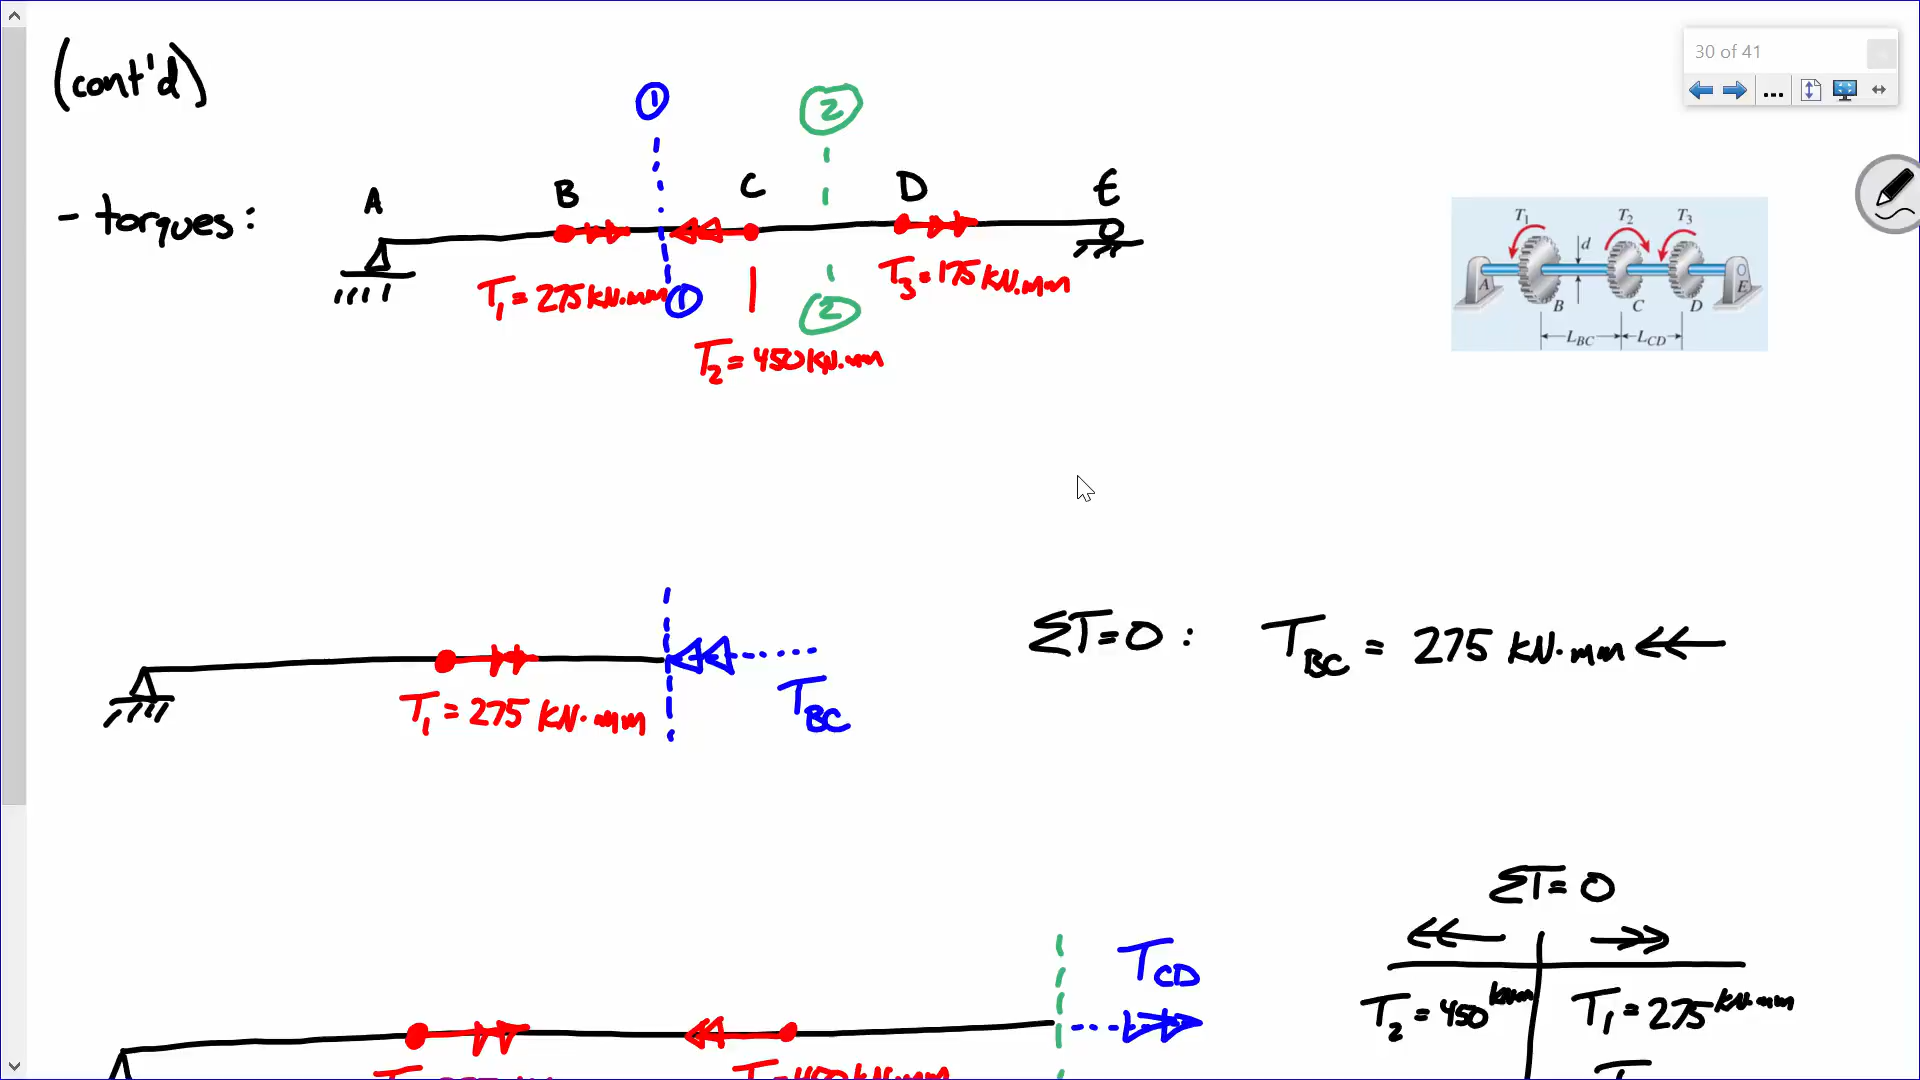 30 of 41
(cont'd)
① ②
- torques:
A B C D E
T₁ = 275 kN.mm ① ② T₃ = 175 kN.mm
T₂ = 450 kN.mm
T₁ T₂ T₃
d
A B C D E
L_BC L_CD
ΣT = 0 : T_BC = 275 kN.mm
T₁ = 275 kN.mm T_BC
ΣT = 0
T_CD
T₂ = 450 kN.mm T₁ = 275 kN.mm